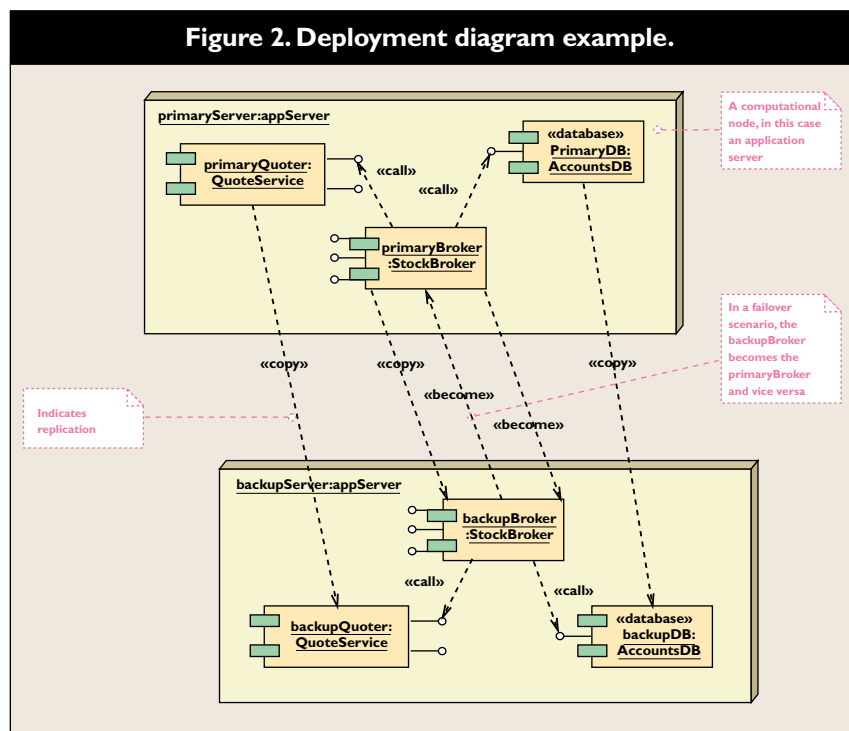 Figure 2. Deployment diagram example.
primaryServer:appServer
primaryQuoter:
QuoteService
«call»
«call»
«database»
PrimaryDB:
AccountsDB
A computational
node, in this case
an application
server
primaryBroker
:StockBroker
In a failover
scenario, the
backupBroker
becomes the
primaryBroker
and vice versa
«copy»
«copy»
«copy»
«become»
«become»
Indicates
replication
backupServer:appServer
backupBroker
:StockBroker
«call»
«call»
backupQuoter:
QuoteService
«database»
backupDB:
AccountsDB